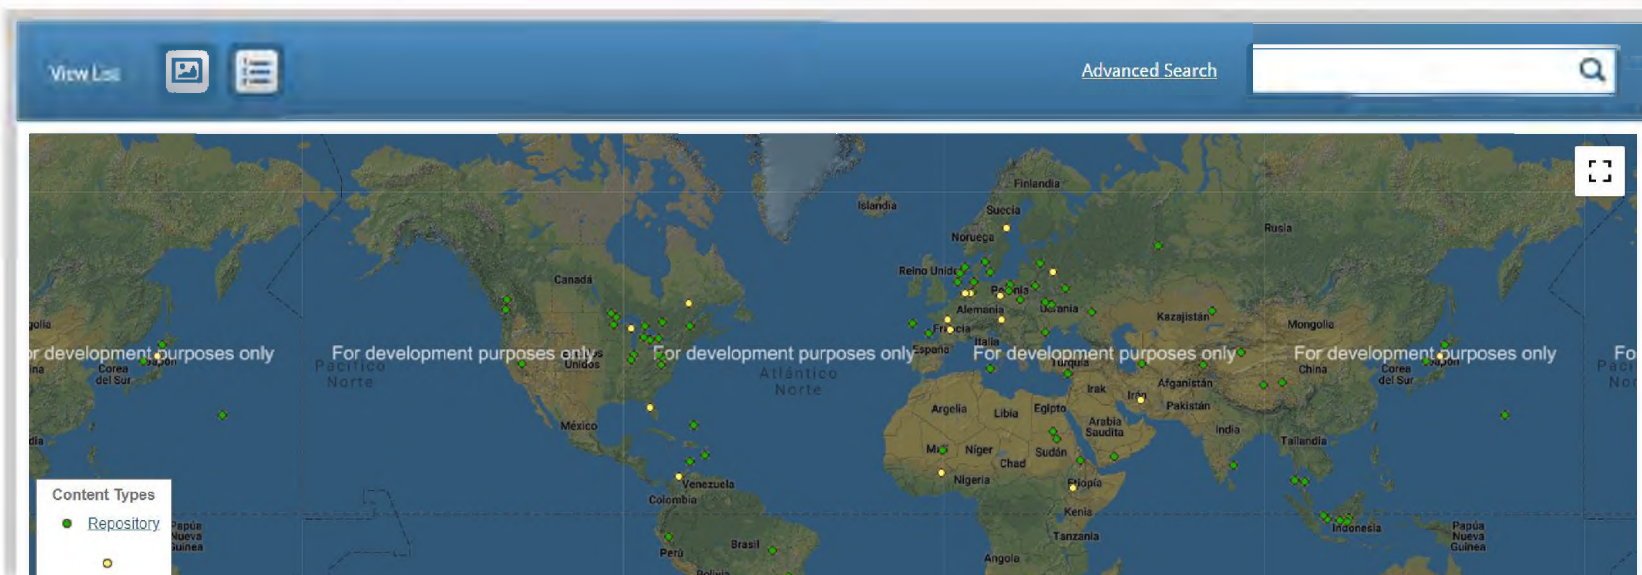 View List
Advanced Search
Finlandia
Islandia
Suecia
Rusia
Noruega
Reino Unido
Canadá
Polonia
Alemania
Ucrania
Kazajistán
Mongolia
Francia
Italia
España
Turquía
Estados
Unidos
For development purposes only
For development purposes only
For development purposes only
For development purposes only
For development purposes only
Fo
Japón
Corea
del Sur
Pacífico
Norte
Atlántico
Norte
China
Japón
Corea
del Sur
Irak
Irán
Afganistán
Pakistán
Argelia
Libia
Egipto
Arabia
Saudita
México
India
Tailandia
Malí
Níger
Chad
Sudán
Nigeria
Etiopía
Venezuela
Colombia
Kenia
Tanzania
Indonesia
Papúa
Nueva
Guinea
Perú
Brasil
Bolivia
Angola
Content Types
Repository
Papúa
Nueva
Guinea